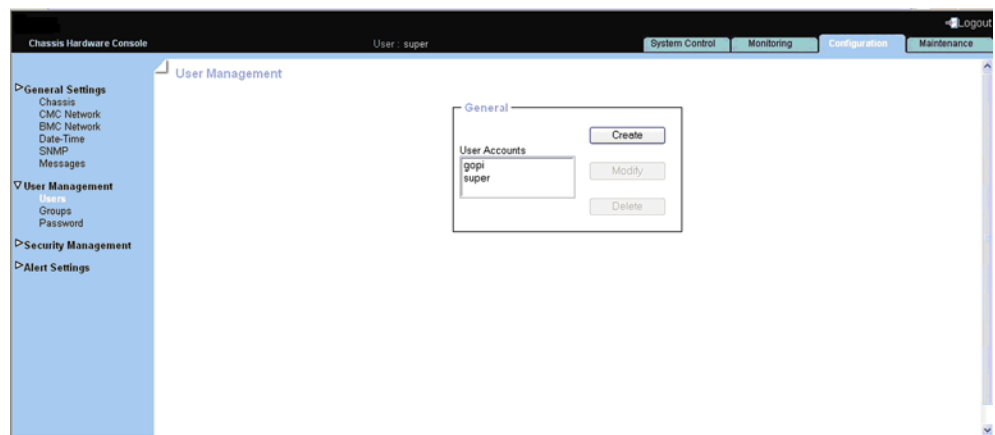 Logout
Chassis Hardware Console
User : super
System Control
Monitoring
Configuration
Maintenance
General Settings
Chassis
CMC Network
BMC Network
Date-Time
SNMP
Messages
User Management
Users
Groups
Password
Security Management
Alert Settings
User Management
General
User Accounts
gopi
super
Create
Modify
Delete